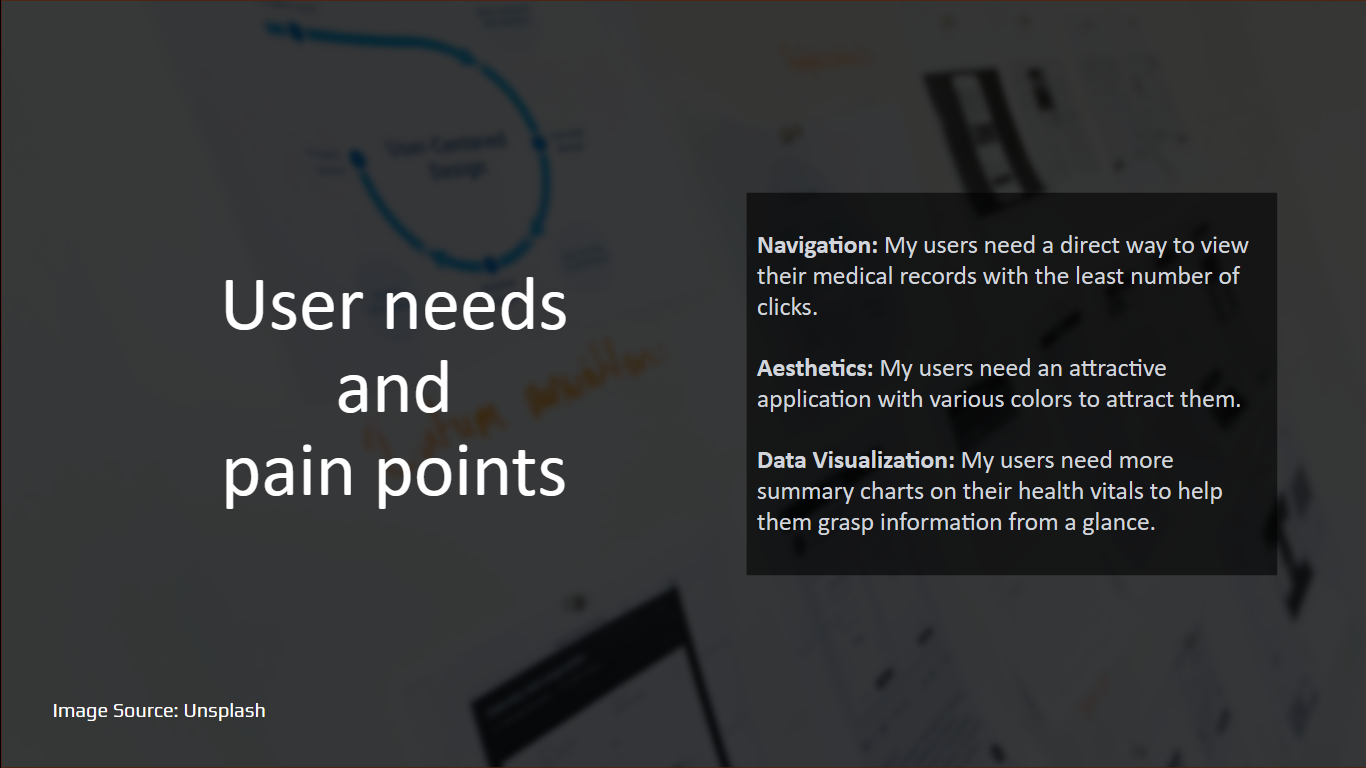 User Centered
Design
User needs
and
pain points
Navigation: My users need a direct way to view
their medical records with the least number of
clicks.
Aesthetics: My users need an attractive
application with various colors to attract them.
Data Visualization: My users need more
summary charts on their health vitals to help
them grasp information from a glance.
Image Source: Unsplash